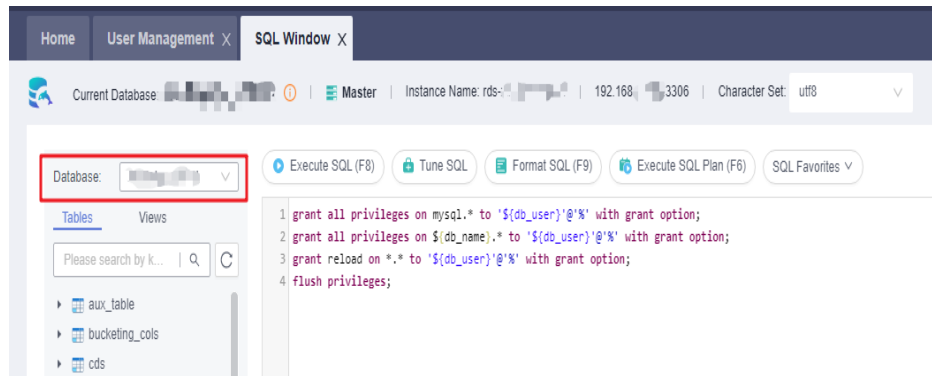 Home User Management X SQL Window X
Current Database: Master | Instance Name: rds- | 192.168. 3306 | Character Set: utf8
Database:
Execute SQL (F8) Tune SQL Format SQL (F9) Execute SQL Plan (F6) SQL Favorites
Tables Views
Please search by k... |
aux_table
bucketing_cols
cds
1 grant all privileges on mysql.* to '${db_user}'@'%' with grant option;
2 grant all privileges on ${db_name}.* to '${db_user}'@'%' with grant option;
3 grant reload on *.* to '${db_user}'@'%' with grant option;
4 flush privileges;